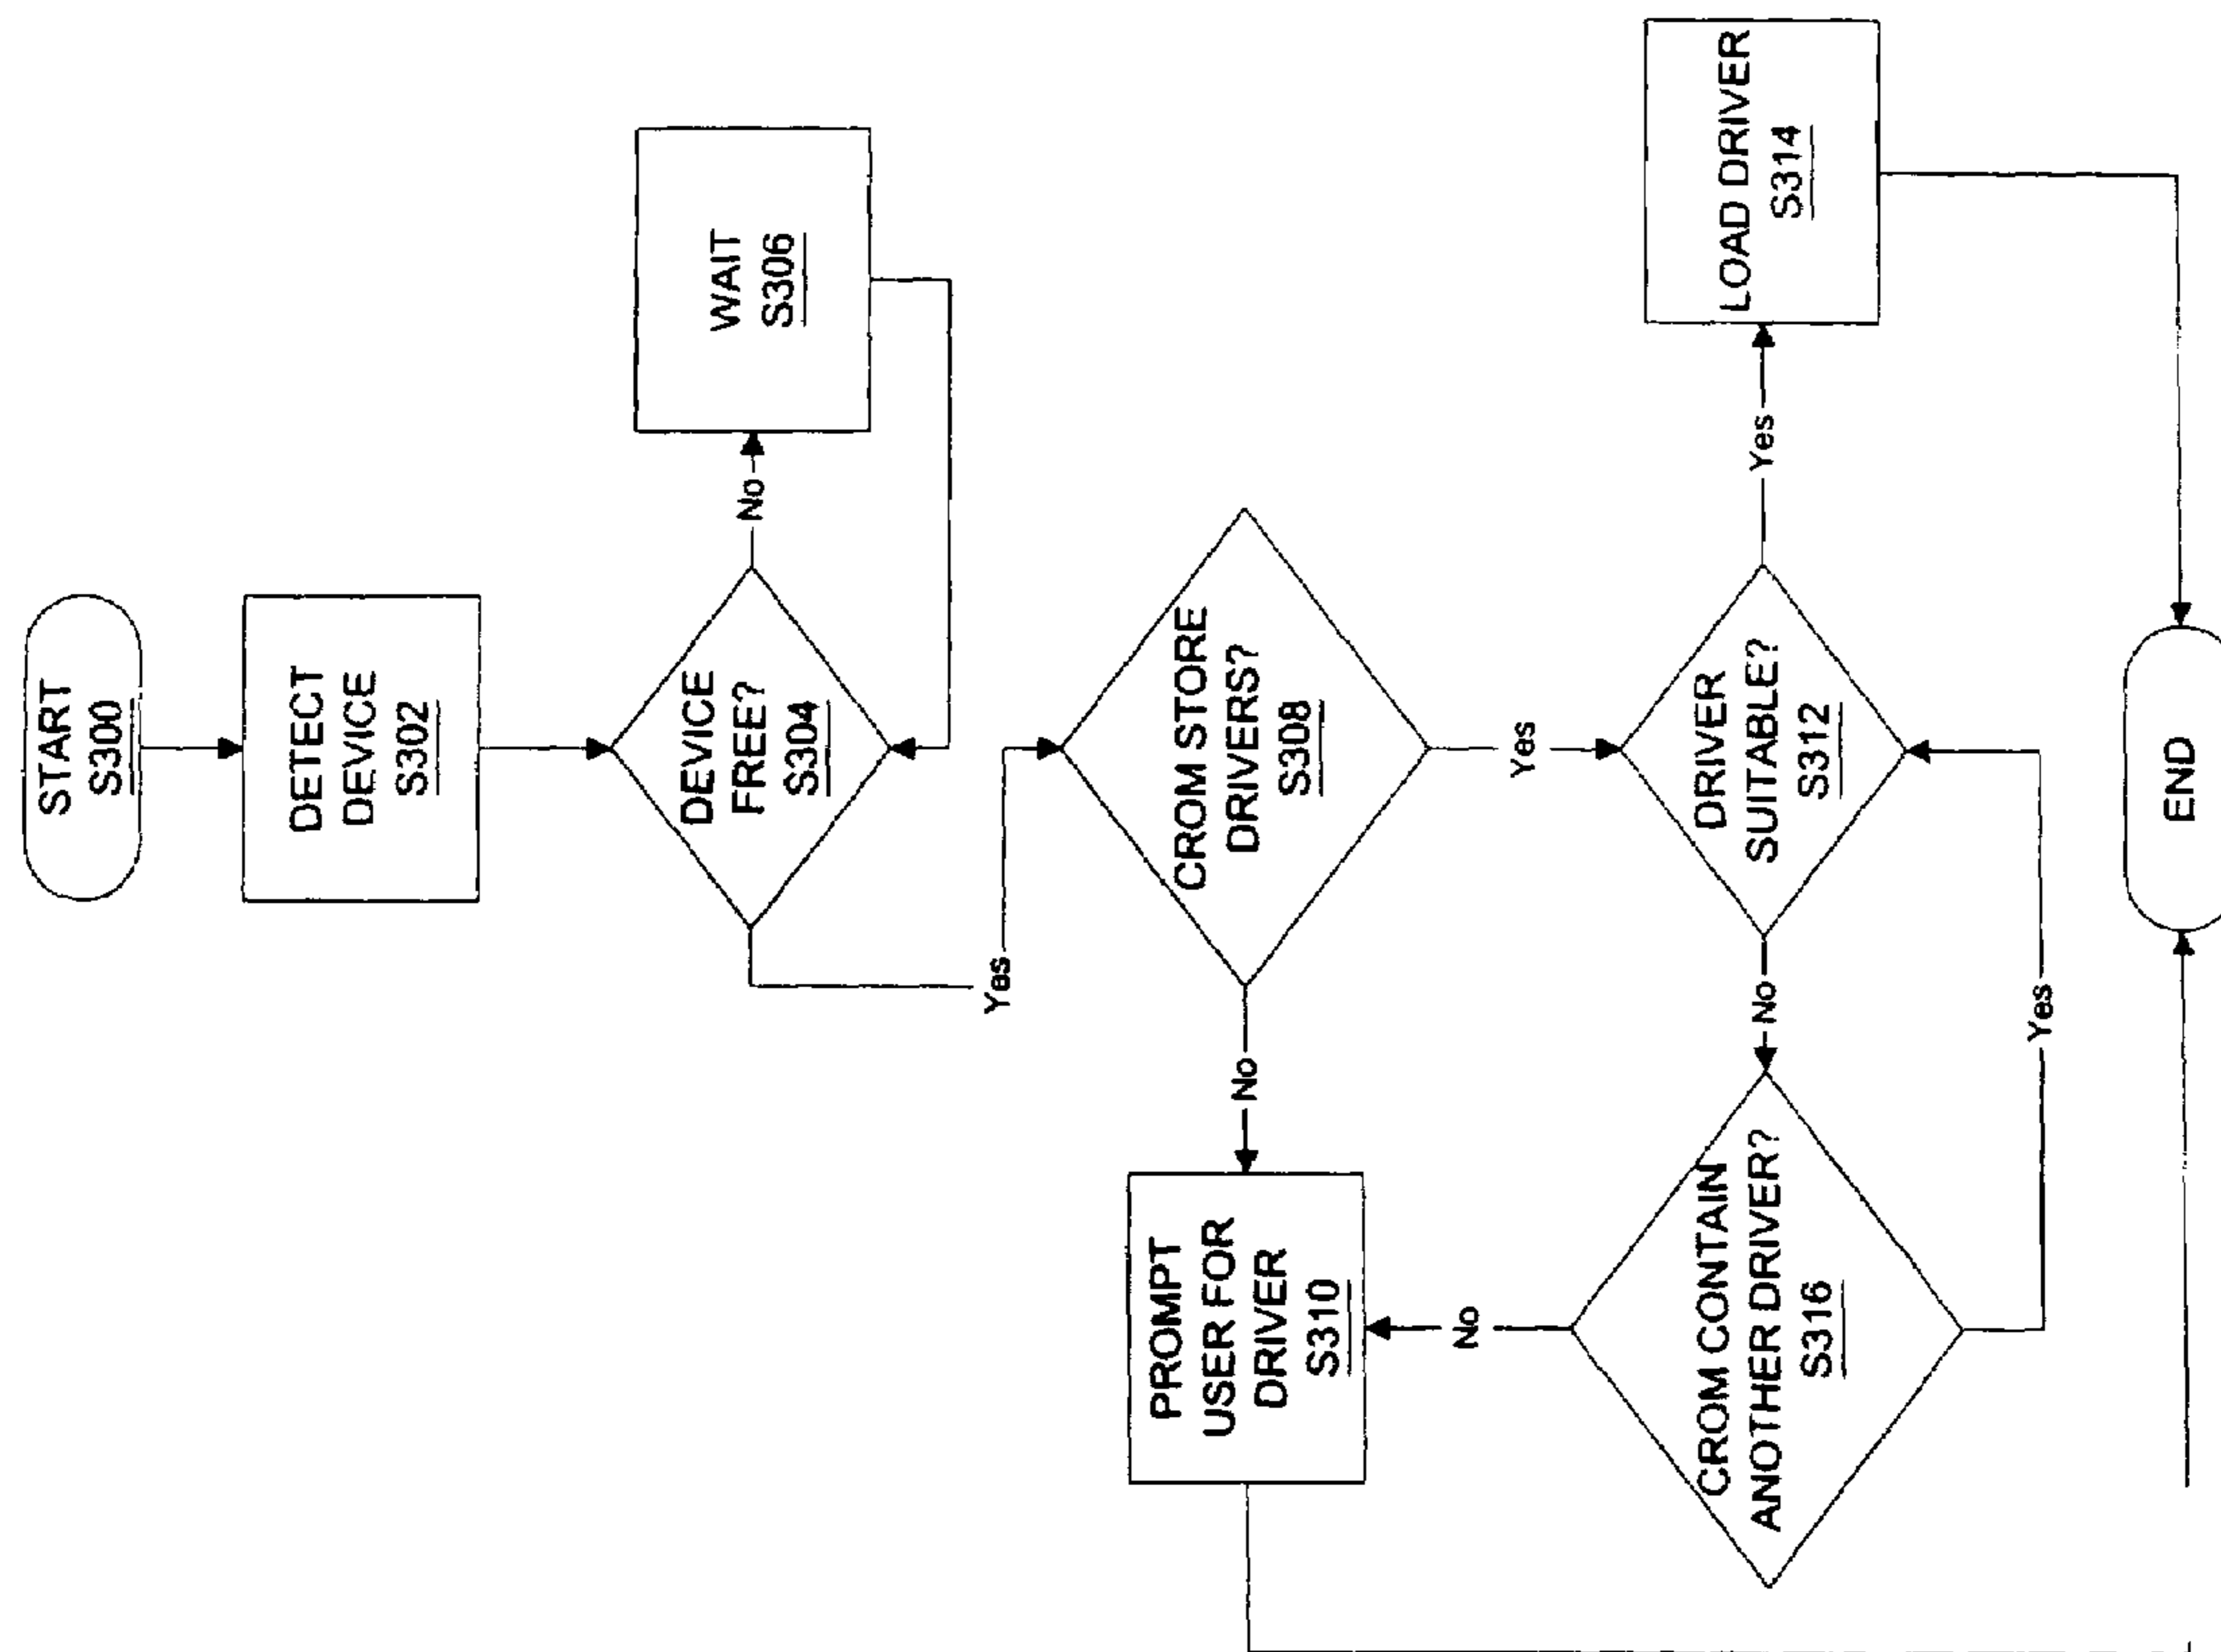 START
S300
DETECT
DEVICE
S302
DEVICE
FREE?
S304
No
WAIT
S306
Yes
CROM STORE
DRIVERS?
S308
No
PROMPT
USER FOR
DRIVER
S310
Yes
DRIVER
SUITABLE?
S312
Yes
LOAD DRIVER
S314
No
CROM CONTAIN
ANOTHER DRIVER?
S316
No
Yes
END